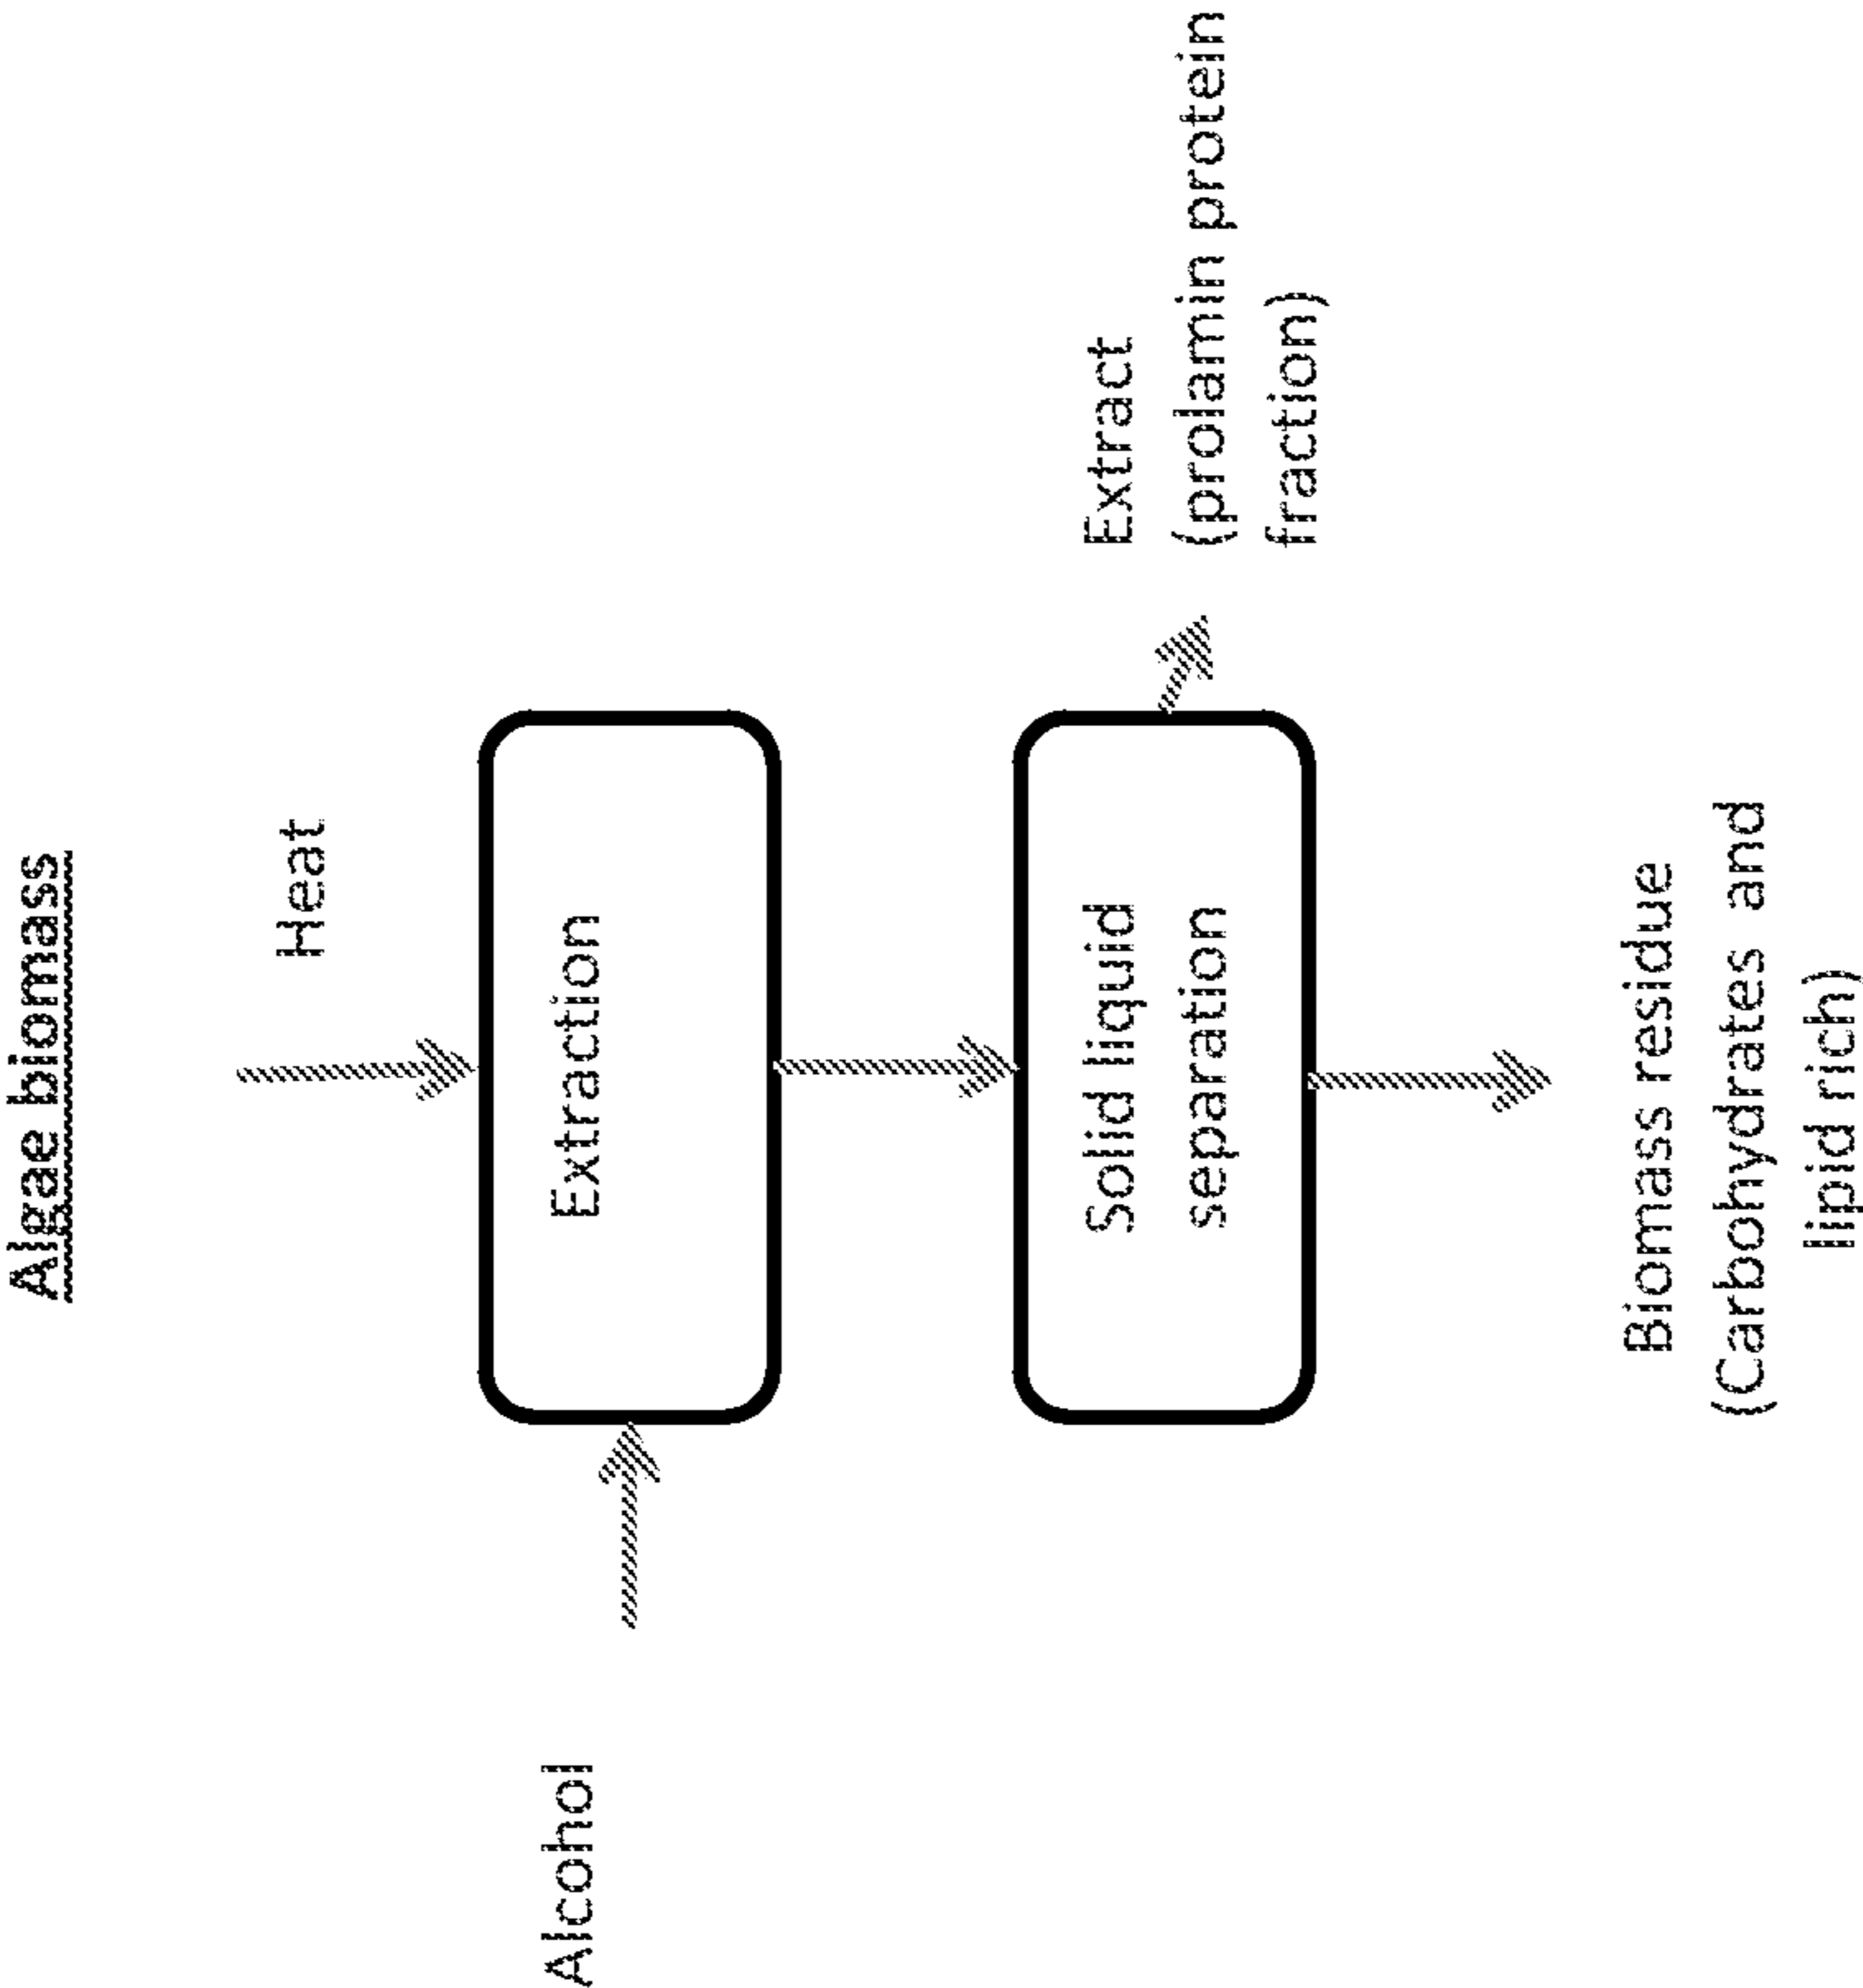 Algae biomass
Heat
Alcohol
Extraction
Solid liquid
separation
Extract
(prolamin protein
fraction)
Biomass residue
(Carbohydrates and
lipid rich)